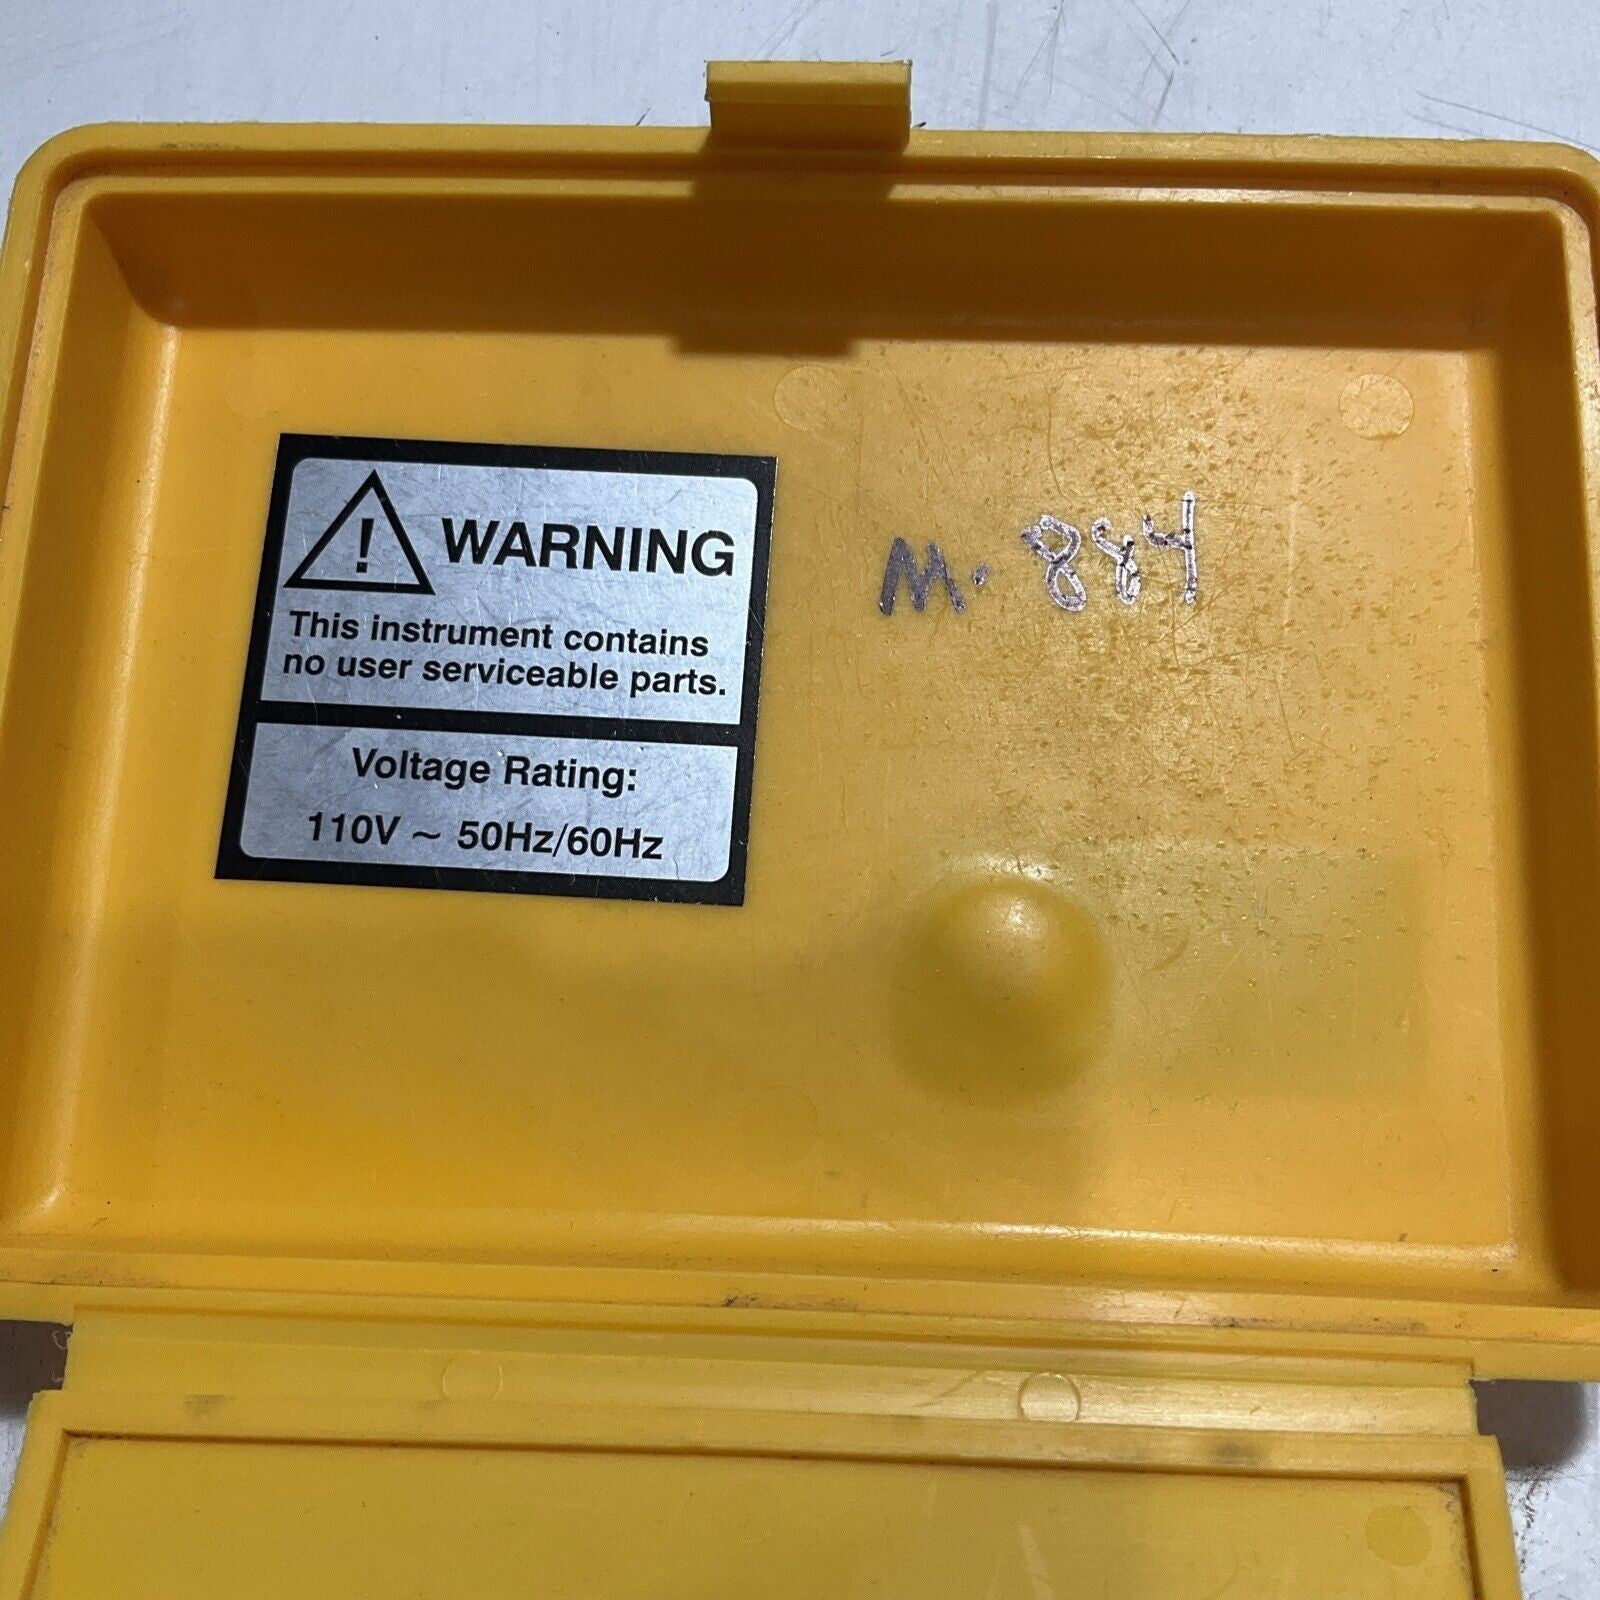 ! WARNING
This instrument contains
no user serviceable parts.
Voltage Rating:
110V ~ 50Hz/60Hz
M. 884